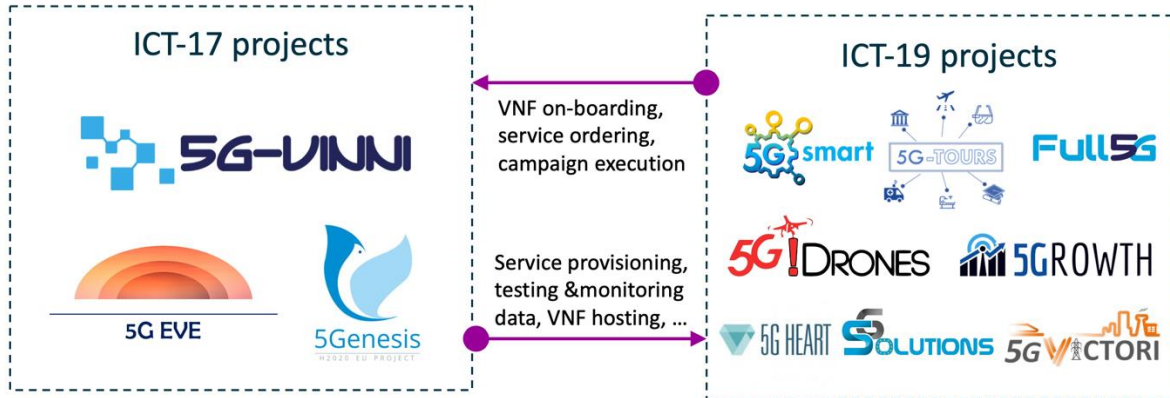 ICT-17 projects
5G-VINNI
5G EVE
5Genesis
H2020 EU PROJECT
VNF on-boarding,
service ordering,
campaign execution
Service provisioning,
testing &monitoring
data, VNF hosting, ...
ICT-19 projects
5G smart
5G-TOURS
Full5G
5G!DRONES
5GROWTH
5G HEART
5G SOLUTIONS
5G VICTORI